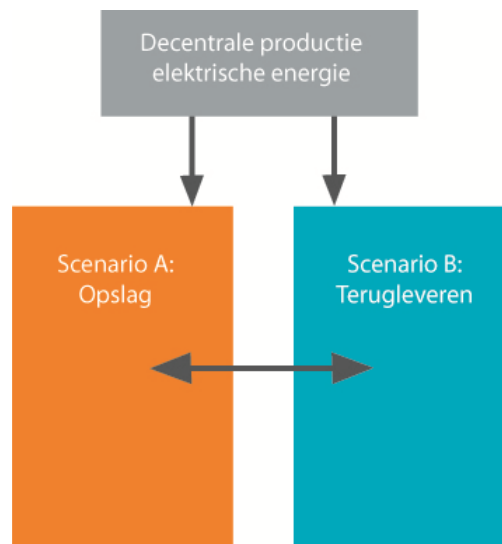 Decentrale productie
elektrische energie
Scenario A:
Opslag
Scenario B:
Terugleveren